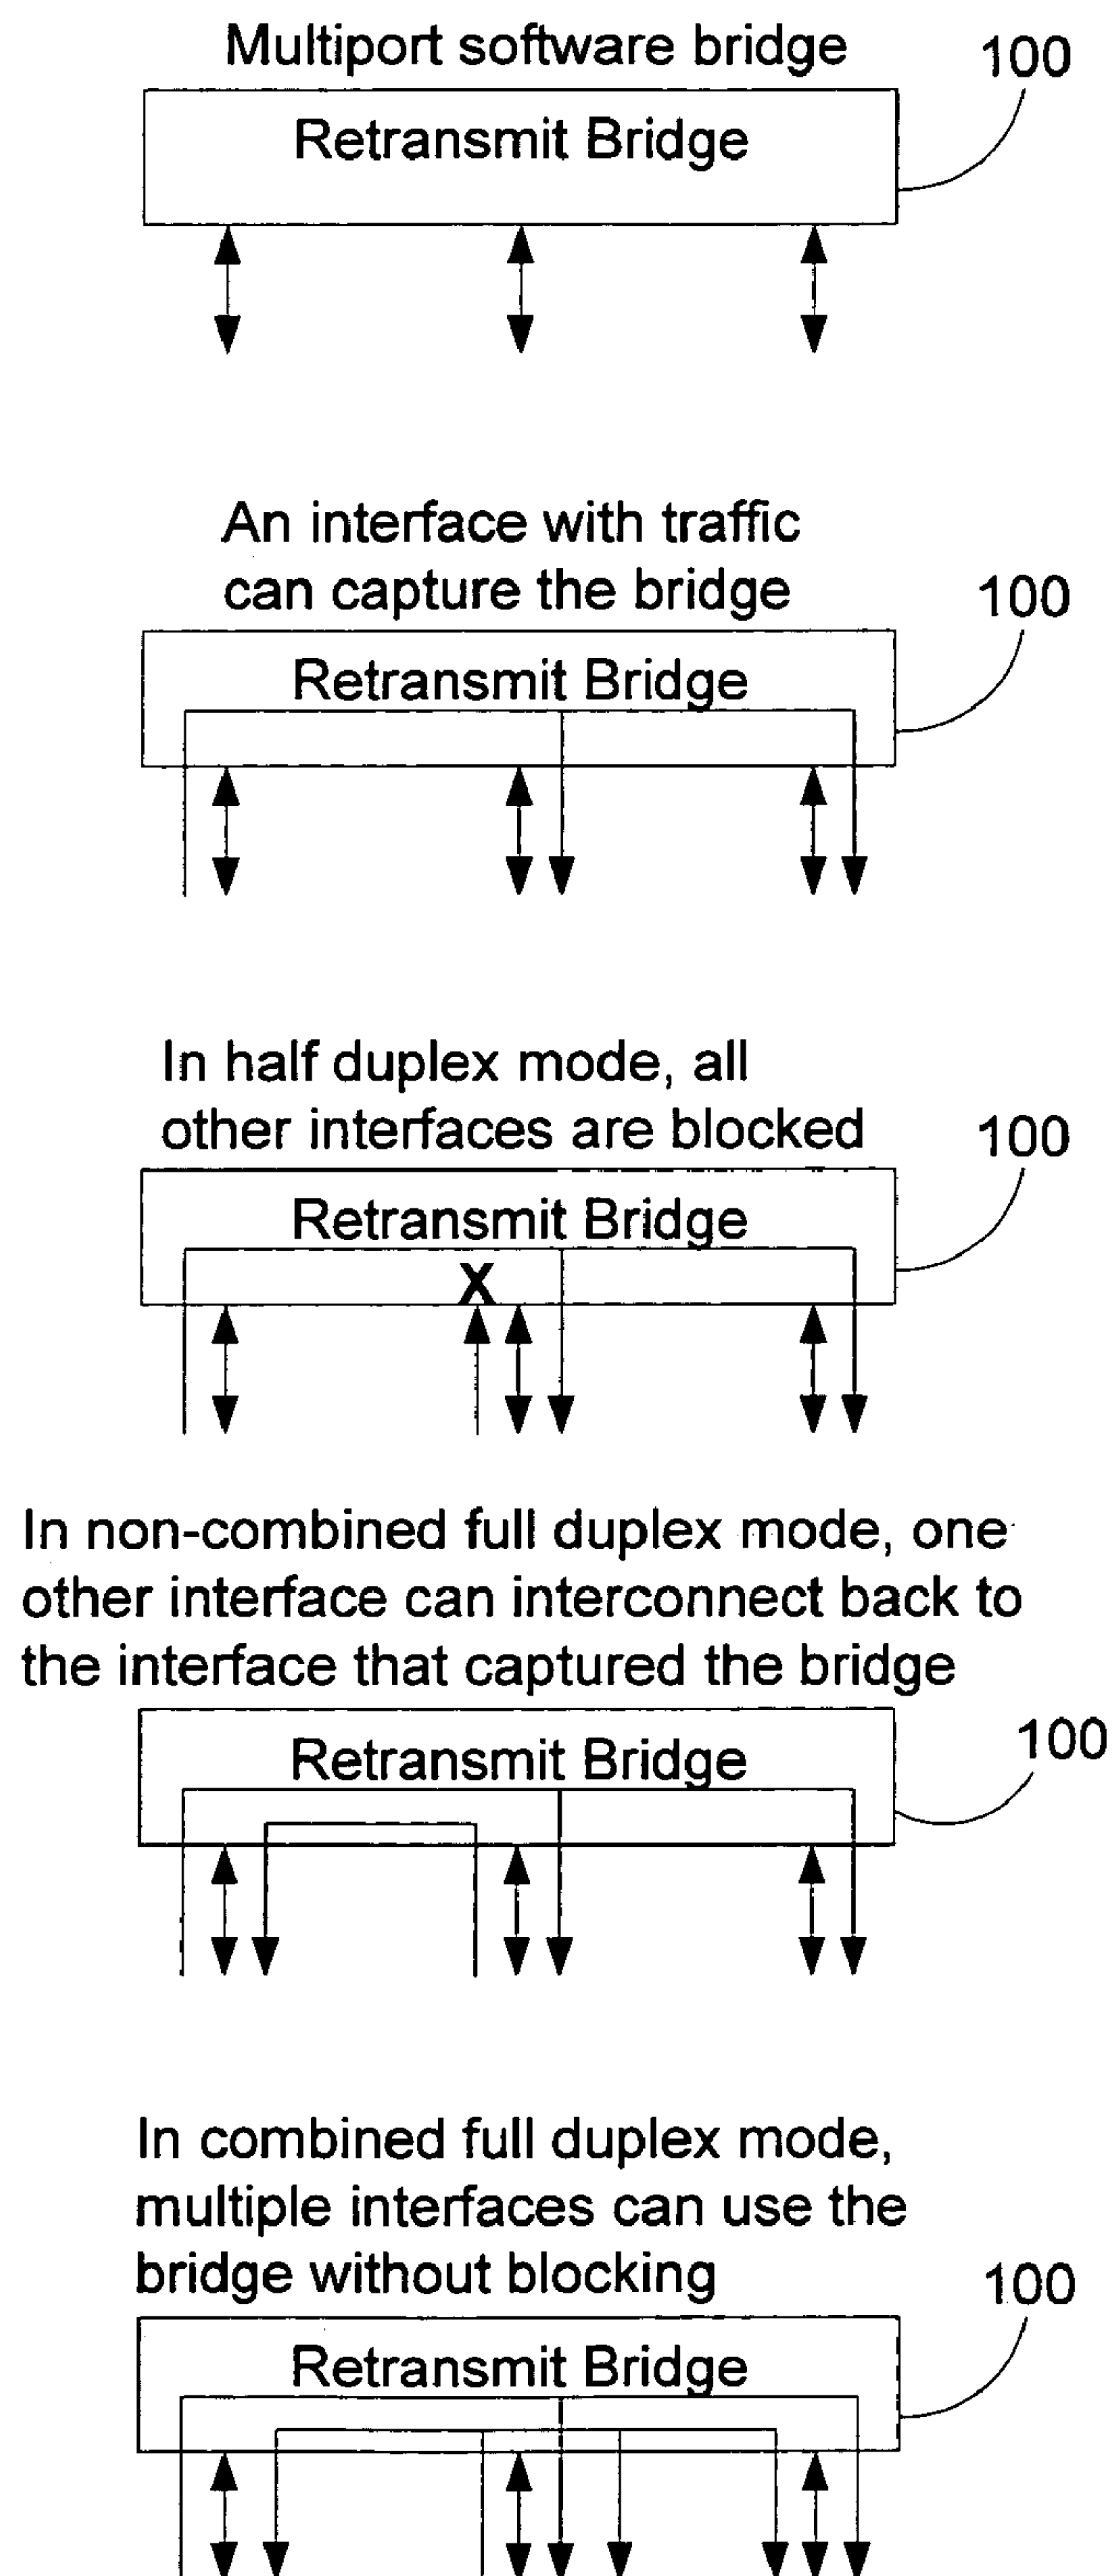 Multiport software bridge
100
Retransmit Bridge
An interface with traffic
can capture the bridge
100
Retransmit Bridge
In half duplex mode, all
other interfaces are blocked
100
Retransmit Bridge
X
In non-combined full duplex mode, one
other interface can interconnect back to
the interface that captured the bridge
100
Retransmit Bridge
In combined full duplex mode,
multiple interfaces can use the
bridge without blocking
100
Retransmit Bridge